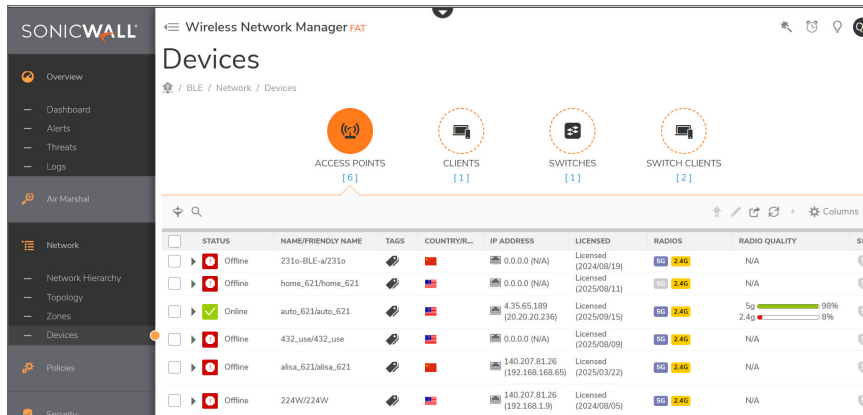 SONICWALL
Wireless Network Manager FAT
Devices
/ BLE / Network / Devices
Overview
Dashboard
Alerts
Threats
Logs
Air Marshal
Network
Network Hierarchy
Topology
Zones
Devices
Policies
Security
ACCESS POINTS
[ 6 ]
CLIENTS
[ 1 ]
SWITCHES
[ 1 ]
SWITCH CLIENTS
[ 2 ]
Columns
STATUS NAME/FRIENDLY NAME TAGS COUNTRY/R... IP ADDRESS LICENSED RADIOS RADIO QUALITY SS
Offline 231o-BLE-a/231o 0.0.0.0 (N/A) Licensed (2024/08/19) 5G 2.4G N/A
Offline home_621/home_621 0.0.0.0 (N/A) Licensed (2025/08/11) 5G 2.4G N/A
Online auto_621/auto_621 4.35.65.189 (20.20.20.236) Licensed (2025/09/15) 5G 2.4G 5g 98% 2.4g 8%
Offline 432_use/432_use 0.0.0.0 (N/A) Licensed (2025/08/09) 5G 2.4G N/A
Offline alisa_621/alisa_621 140.207.81.26 (192.168.168.65) Licensed (2025/03/22) 5G 2.4G N/A
Offline 224W/224W 140.207.81.26 (192.168.1.9) Licensed (2024/08/05) 5G 2.4G N/A